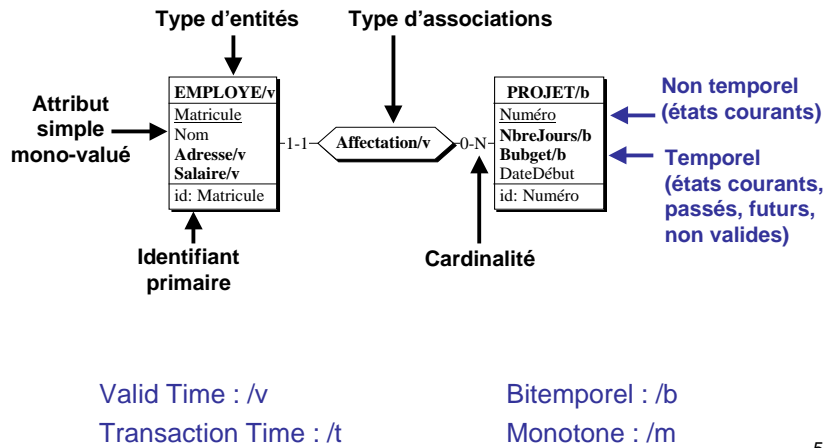 Type d'entités
Type d'associations
Attribut
simple
mono-valué
EMPLOYE/v
Matricule
Nom
Adresse/v
Salaire/v
id: Matricule
1-1
Affectation/v
0-N
PROJET/b
Numéro
NbreJours/b
Bubget/b
DateDébut
id: Numéro
Non temporel
(états courants)
Temporel
(états courants,
passés, futurs,
non valides)
Identifiant
primaire
Cardinalité
Valid Time : /v
Bitemporel : /b
Transaction Time : /t
Monotone : /m
5